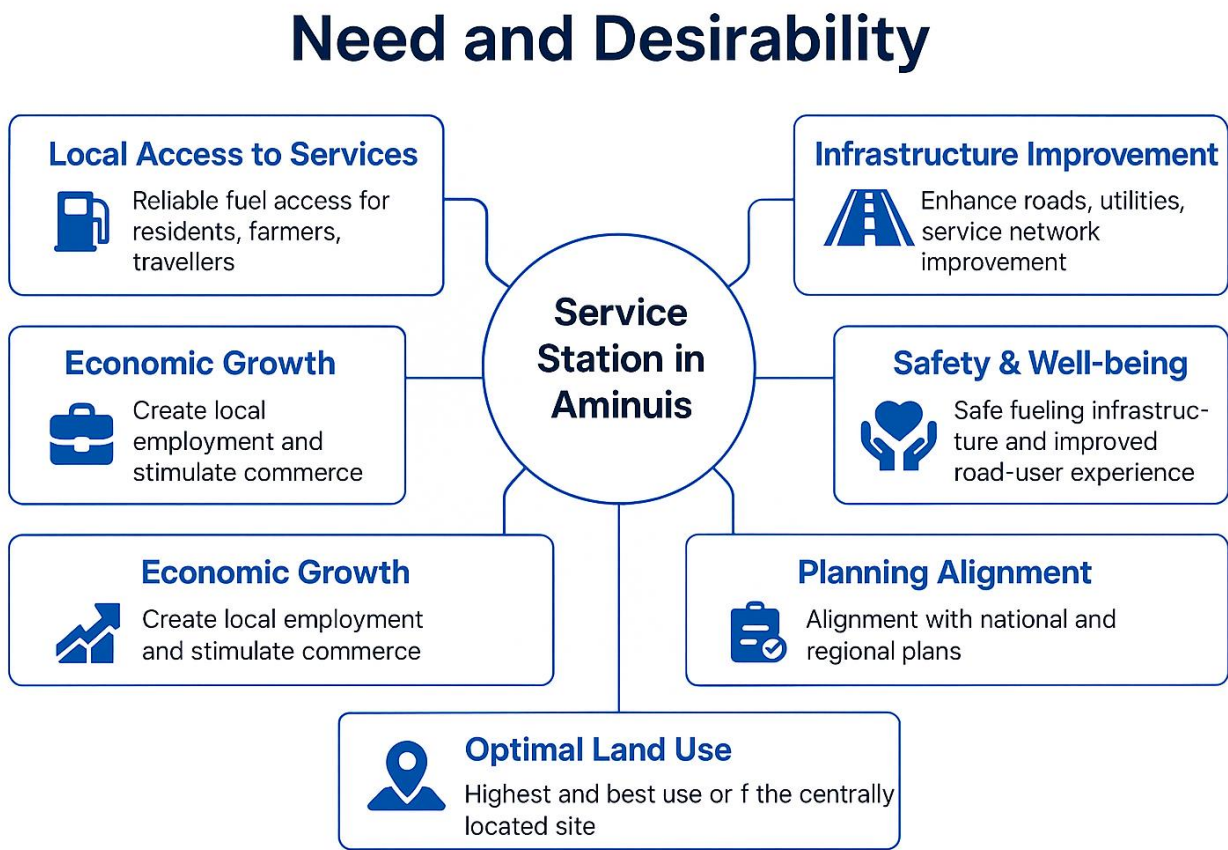 Need and Desirability
Local Access to Services
Reliable fuel access for
residents, farmers,
travellers
Infrastructure Improvement
Enhance roads, utilities,
service network
improvement
Service
Station in
Aminuis
Economic Growth
Create local
employment and
stimulate commerce
Safety & Well-being
Safe fueling infrastruc-
ture and improved
road-user experience
Economic Growth
Create local employment
and stimulate commerce
Planning Alignment
Alignment with national and
regional plans
Optimal Land Use
Highest and best use or f the centrally
located site